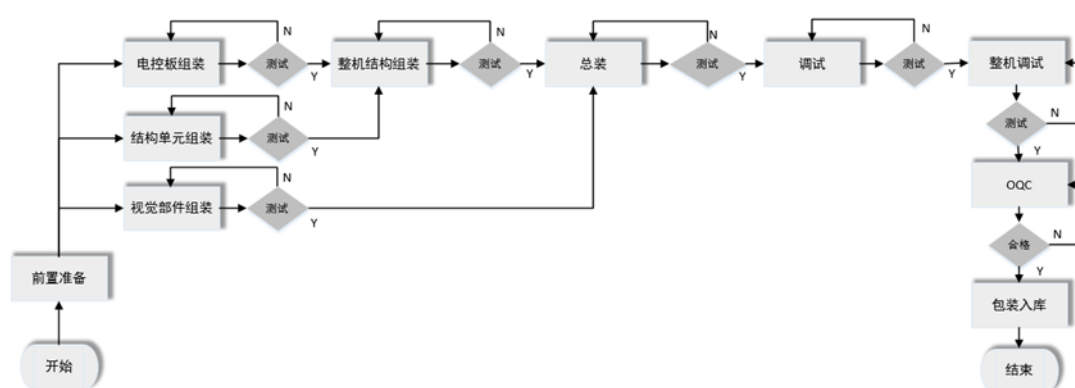 N
N
N
N
电控板组装
测试
Y
整机结构组装
测试
Y
总装
测试
Y
调试
测试
Y
整机调试
N
结构单元组装
测试
Y
测试
N
Y
N
视觉部件组装
测试
Y
OQC
合格
N
Y
前置准备
包装入库
开始
结束